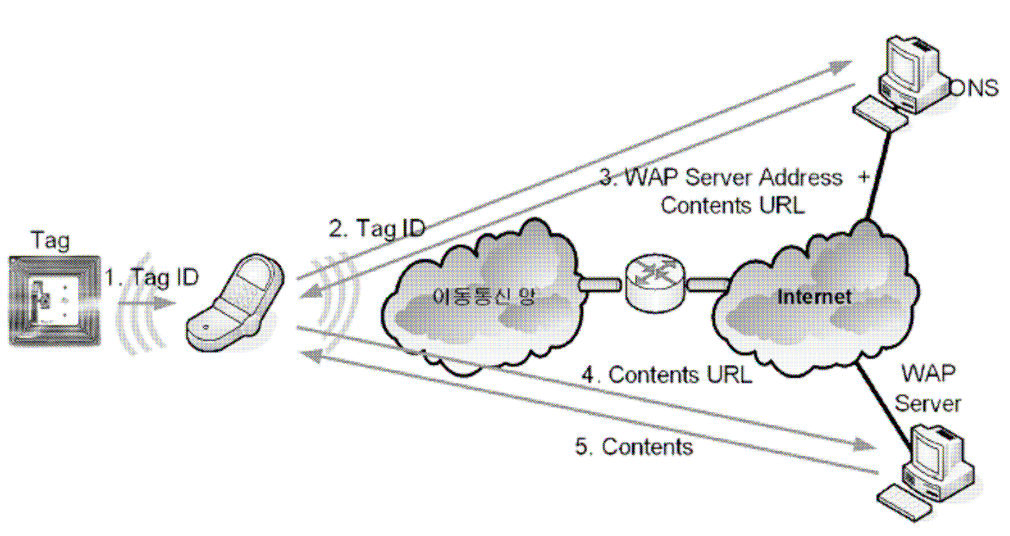 ONS
3. WAP Server Address +
Contents URL
2. Tag ID
Tag
1. Tag ID
이동통신 망
Internet
4. Contents URL
WAP
Server
5. Contents